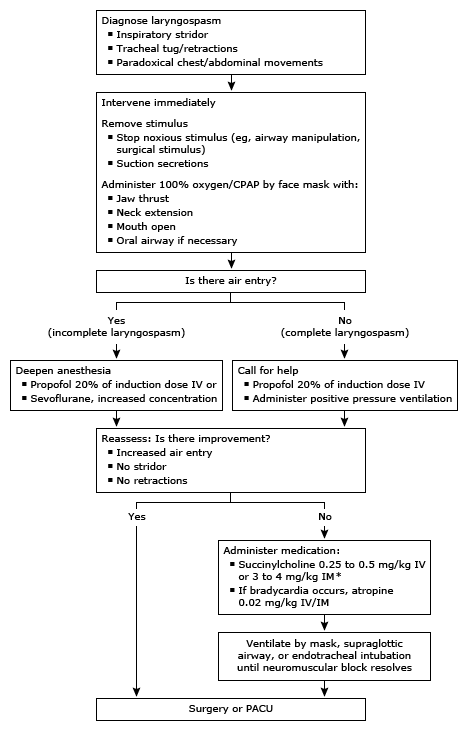 Diagnose laryngospasm
▪ Inspiratory stridor
▪ Tracheal tug/retractions
▪ Paradoxical chest/abdominal movements
Intervene immediately
Remove stimulus
▪ Stop noxious stimulus (eg, airway manipulation,
surgical stimulus)
▪ Suction secretions
Administer 100% oxygen/CPAP by face mask with:
▪ Jaw thrust
▪ Neck extension
▪ Mouth open
▪ Oral airway if necessary
Is there air entry?
Yes
(incomplete laryngospasm)
No
(complete laryngospasm)
Deepen anesthesia
▪ Propofol 20% of induction dose IV or
▪ Sevoflurane, increased concentration
Call for help
▪ Propofol 20% of induction dose IV
▪ Administer positive pressure ventilation
Reassess: Is there improvement?
▪ Increased air entry
▪ No stridor
▪ No retractions
Yes
No
Administer medication:
▪ Succinylcholine 0.25 to 0.5 mg/kg IV
or 3 to 4 mg/kg IM*
▪ If bradycardia occurs, atropine
0.02 mg/kg IV/IM
Ventilate by mask, supraglottic
airway, or endotracheal intubation
until neuromuscular block resolves
Surgery or PACU